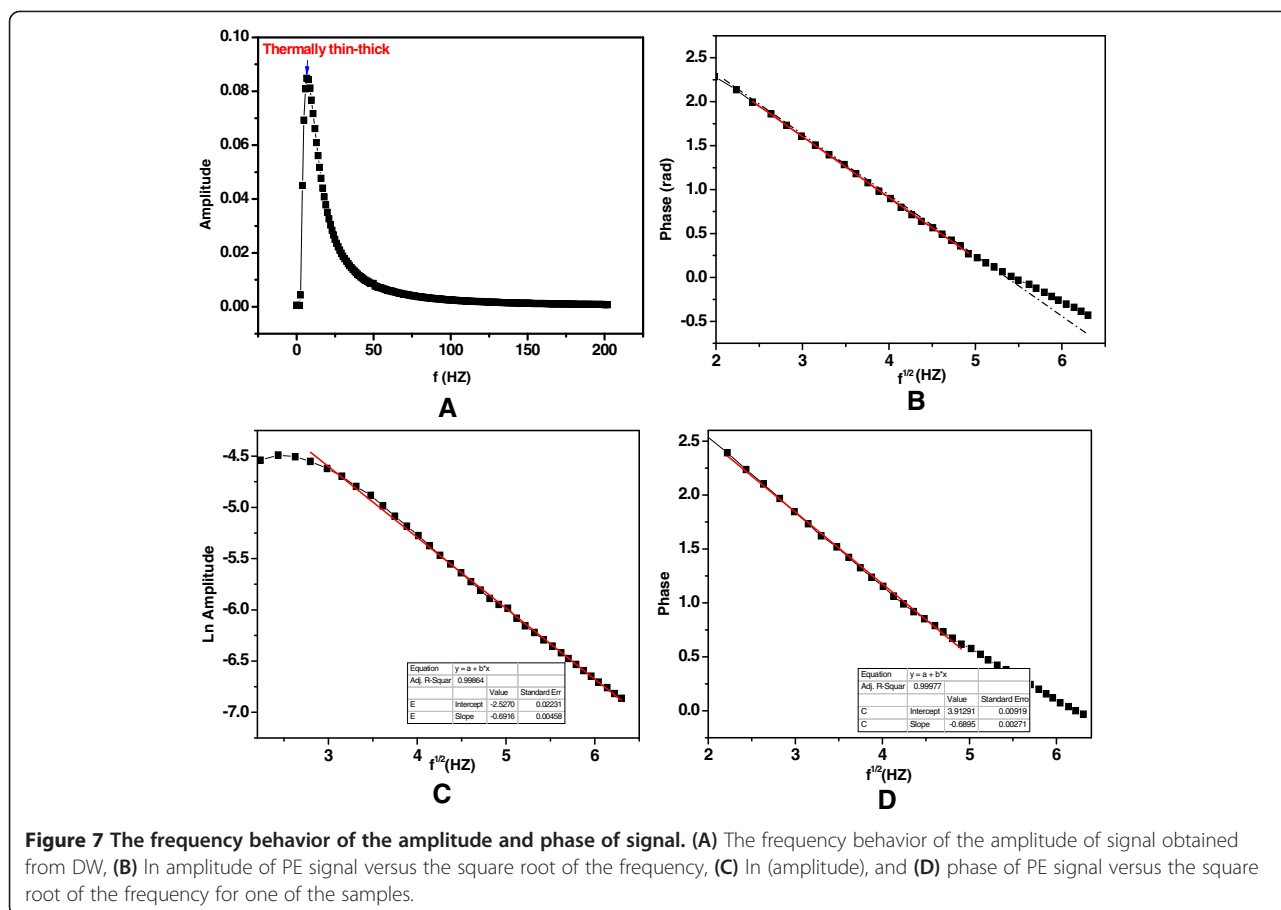 0.10
0.08
0.06
0.04
0.02
0.00
Amplitude
Thermally thin-thick
0 50 100 150 200
f (HZ)
A
2.5
2.0
1.5
1.0
0.5
0.0
-0.5
Phase (rad)
2 3 4 5 6
f1/2 (HZ)
B
-4.5
-5.0
-5.5
-6.0
-6.5
-7.0
Ln Amplitude
Equation y = a + b*x
Adj. R-Squar 0.99864
Value Standard Err
E Intercept -2.5270 0.02231
E Slope -0.6916 0.00458
3 4 5 6
f1/2(HZ)
C
2.5
2.0
1.5
1.0
0.5
0.0
Phase
Equation y = a + b*x
Adj. R-Squar 0.99977
Value Standard Erro
C Intercept 3.91291 0.00919
C Slope -0.6895 0.00271
2 3 4 5 6
f1/2(HZ)
D
Figure 7 The frequency behavior of the amplitude and phase of signal. (A) The frequency behavior of the amplitude of signal obtained
from DW, (B) ln amplitude of PE signal versus the square root of the frequency, (C) ln (amplitude), and (D) phase of PE signal versus the square
root of the frequency for one of the samples.